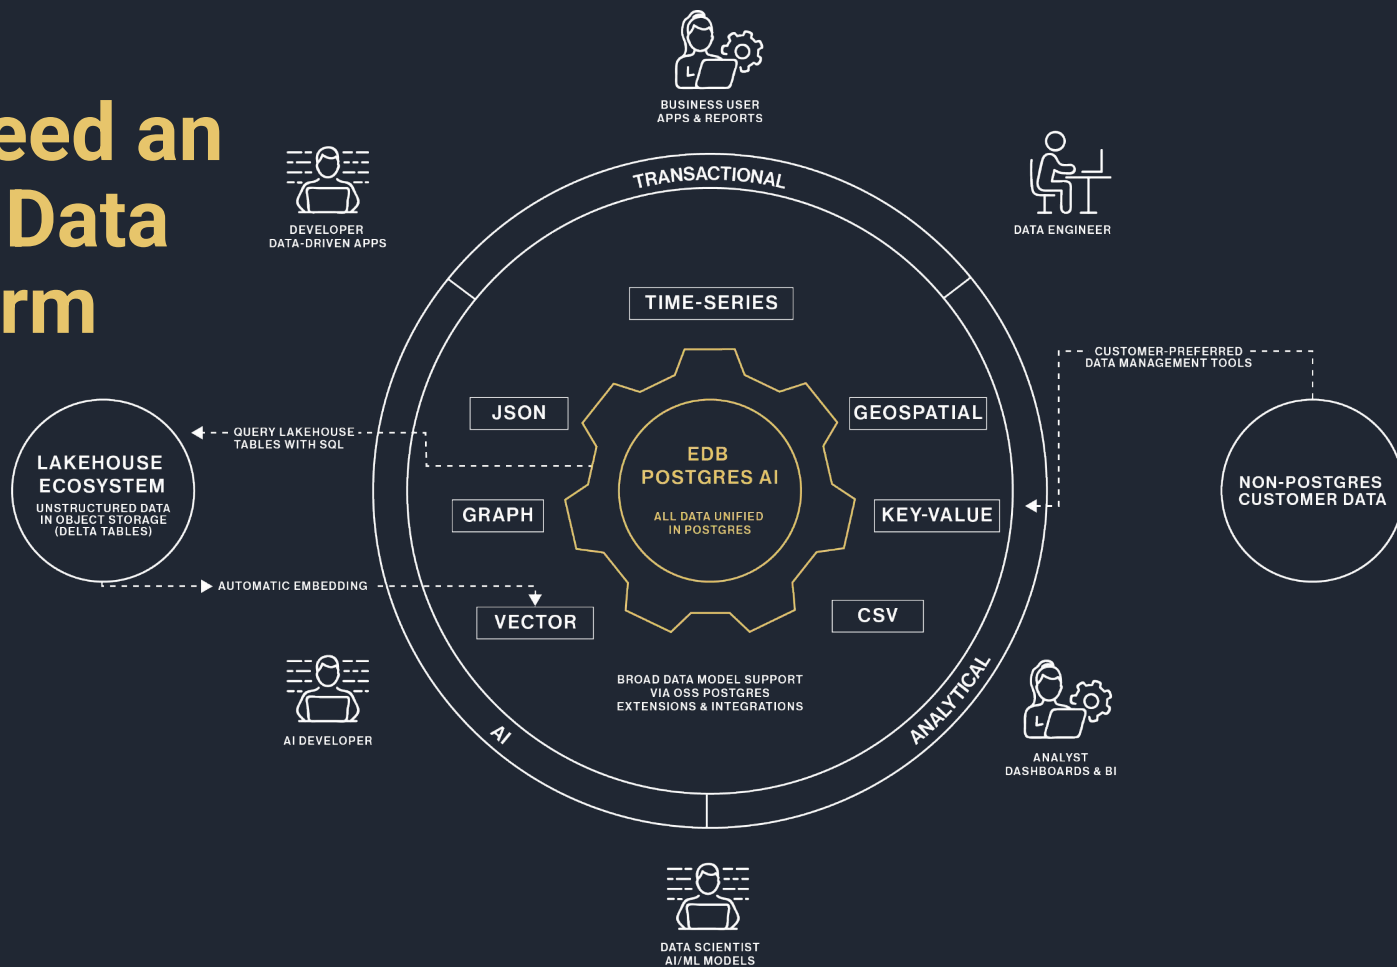 eed an
Data
rm
BUSINESS USER
APPS & REPORTS
DEVELOPER
DATA-DRIVEN APPS
DATA ENGINEER
TRANSACTIONAL
TIME-SERIES
JSON
GEOSPATIAL
GRAPH
KEY-VALUE
VECTOR
CSV
EDB
POSTGRES AI
ALL DATA UNIFIED
IN POSTGRES
BROAD DATA MODEL SUPPORT
VIA OSS POSTGRES
EXTENSIONS & INTEGRATIONS
CUSTOMER-PREFERRED
DATA MANAGEMENT TOOLS
NON-POSTGRES
CUSTOMER DATA
QUERY LAKEHOUSE
TABLES WITH SQL
LAKEHOUSE
ECOSYSTEM
UNSTRUCTURED DATA
IN OBJECT STORAGE
(DELTA TABLES)
AUTOMATIC EMBEDDING
AI
ANALYTICAL
AI DEVELOPER
ANALYST
DASHBOARDS & BI
DATA SCIENTIST
AI/ML MODELS